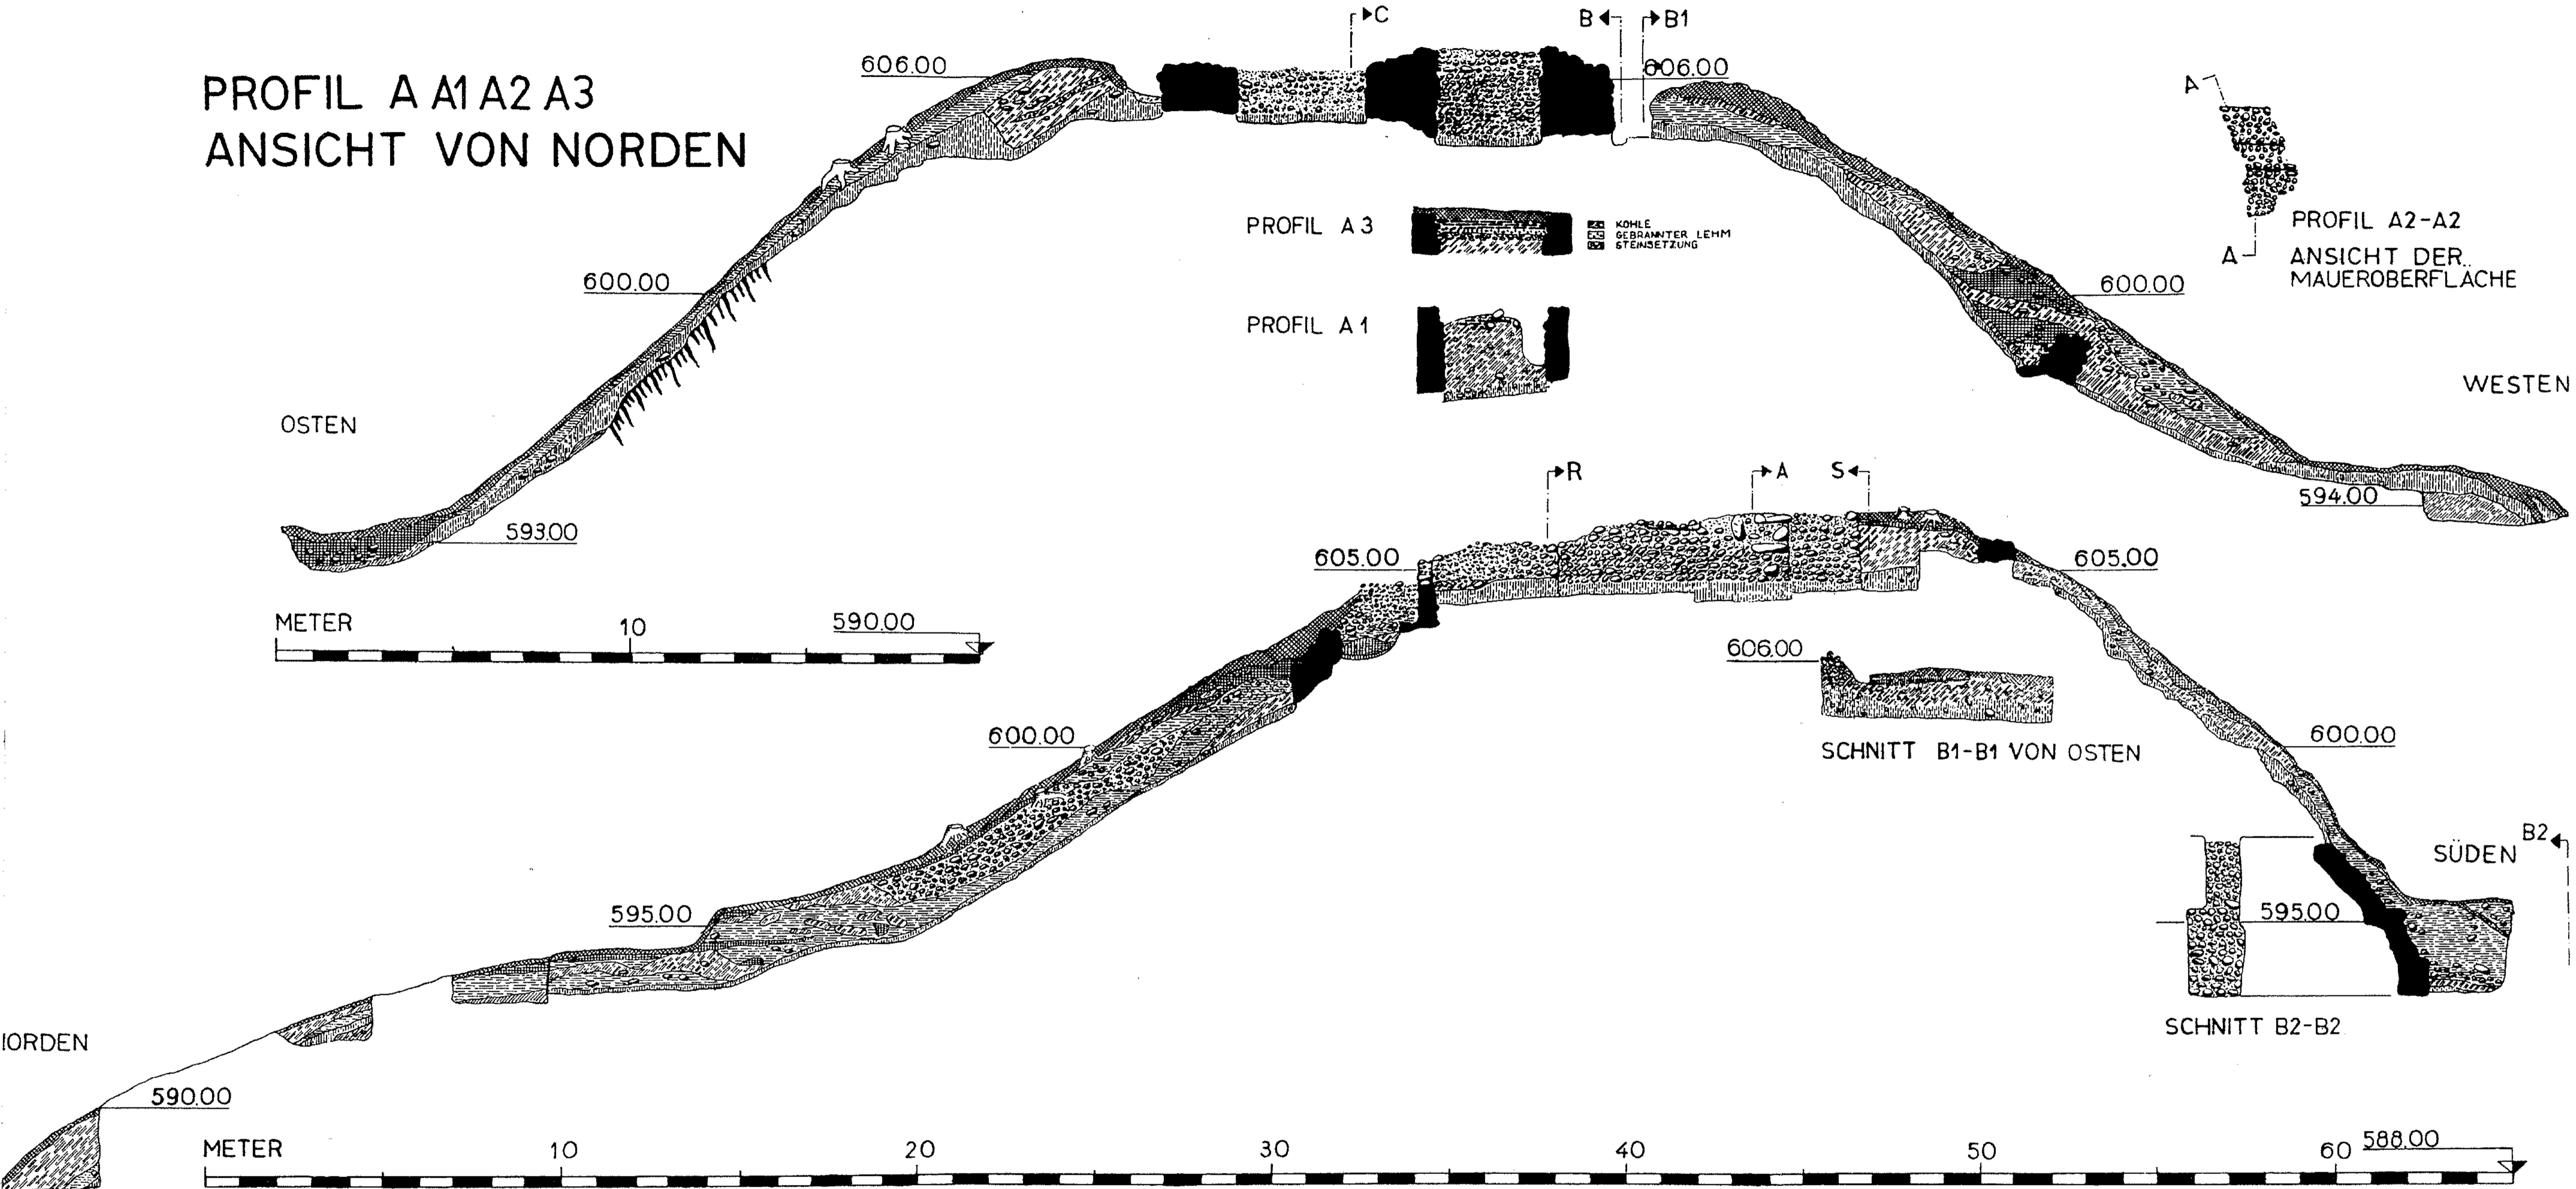 C
B B1
606.00
606.00
PROFIL A A1 A2 A3
ANSICHT VON NORDEN
A
PROFIL A3
KOHLE
GEBRANNTER LEHM
STEINSETZUNG
PROFIL A2-A2
A
ANSICHT DER
MAUEROBERFLÄCHE
600.00
600.00
PROFIL A1
WESTEN
OSTEN
R A S
594.00
593.00
605.00
605.00
METER 10 590.00
606.00
600.00
SCHNITT B1-B1 VON OSTEN
600.00
B2
SÜDEN
595.00
595.00
SCHNITT B2-B2
IORDEN
590.00
METER 10 20 30 40 50 60 588.00